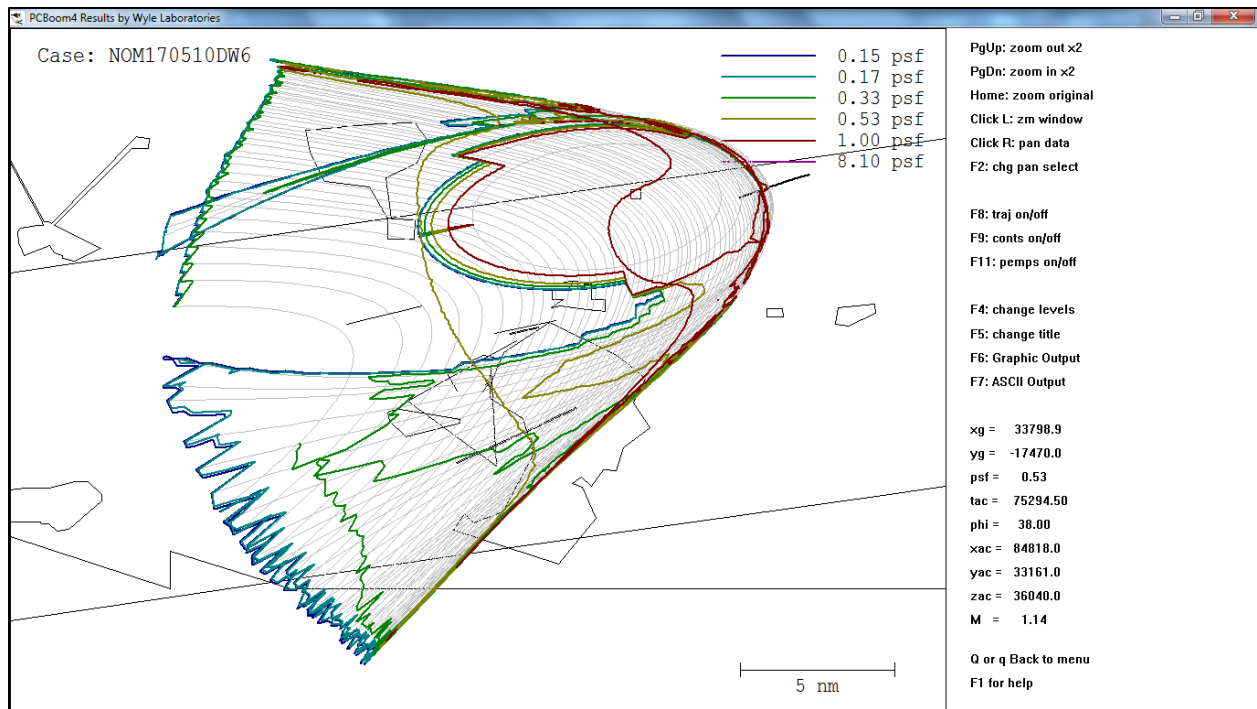 PCBoom4 Results by Wyle Laboratories
Case: NOM170510DW6
0.15 psf
0.17 psf
0.33 psf
0.53 psf
1.00 psf
8.10 psf
5 nm
PgUp: zoom out x2
PgDn: zoom in x2
Home: zoom original
Click L: zm window
Click R: pan data
F2: chg pan select
F8: traj on/off
F9: conts on/off
F11: pemps on/off
F4: change levels
F5: change title
F6: Graphic Output
F7: ASCII Output
xg = 33798.9
yg = -17470.0
psf = 0.53
tac = 75294.50
phi = 38.00
xac = 84818.0
yac = 33161.0
zac = 36040.0
M = 1.14
Q or q Back to menu
F1 for help